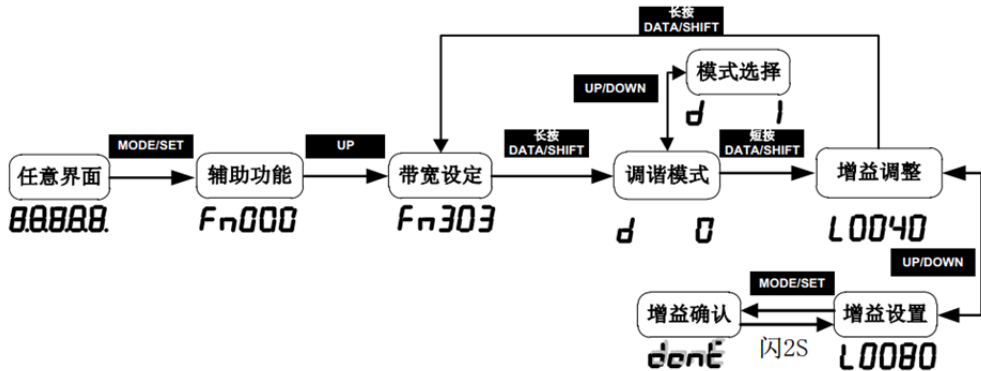 长按
DATA/SHIFT
模式选择
UP/DOWN
d 1
MODE/SET
UP
长按
DATA/SHIFT
短按
DATA/SHIFT
任意界面
辅助功能
带宽设定
调谐模式
增益调整
8.8.8.8.8.
Fn000
Fn303
d 0
L0040
UP/DOWN
MODE/SET
增益确认
增益设置
donE
闪2S
L0080